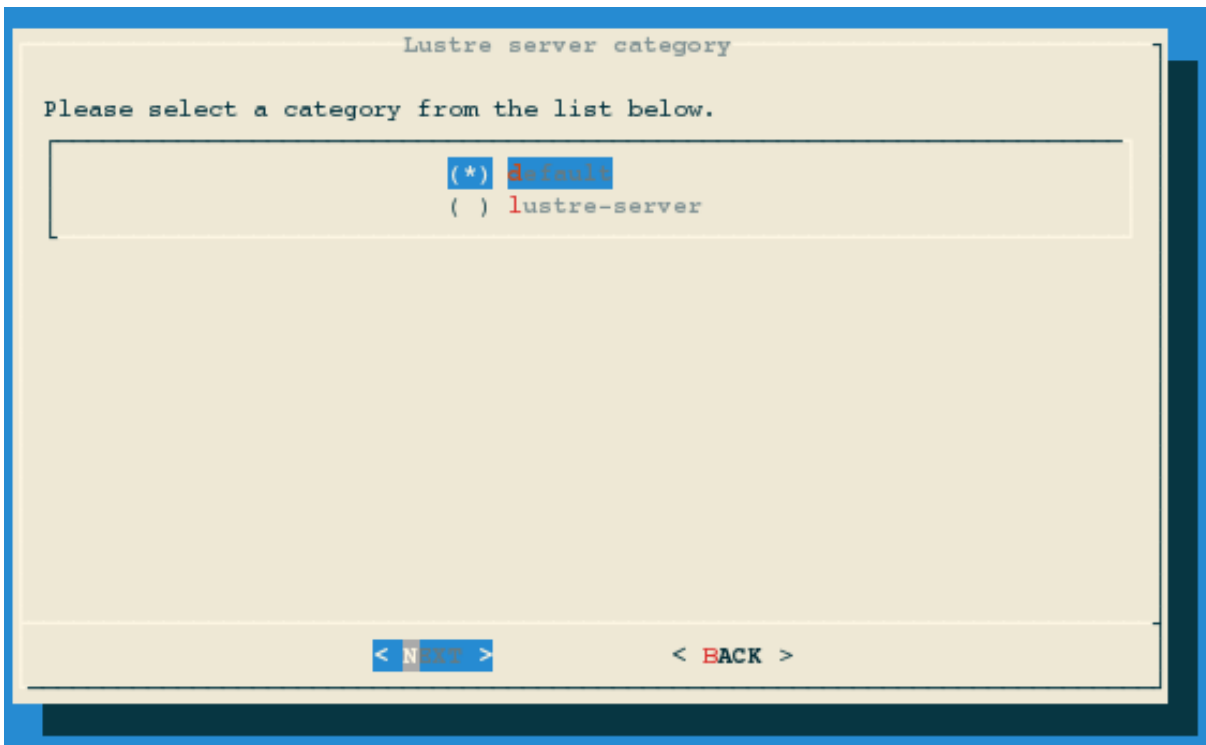 Lustre server category
Please select a category from the list below.
(*) default
( ) lustre-server
< NEXT > < BACK >